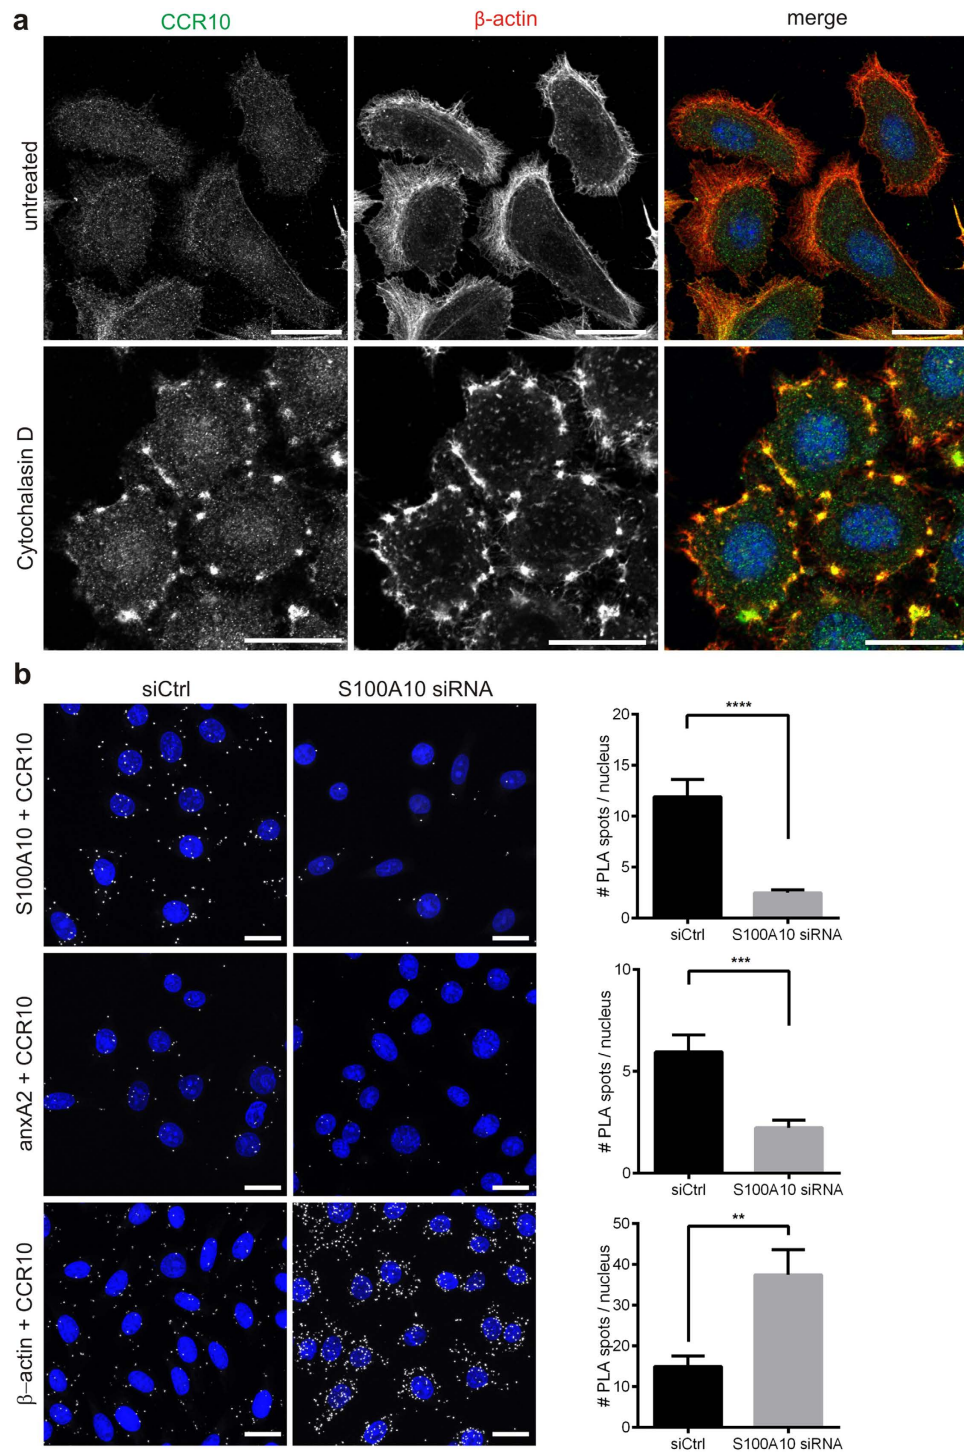 a
CCR10 β-actin merge
untreated
Cytochalasin D
b
siCtrl S100A10 siRNA
S100A10 + CCR10
# PLA spots / nucleus
20
15
10
5
0
****
siCtrl S100A10 siRNA
anxA2 + CCR10
# PLA spots / nucleus
10
5
0
***
siCtrl S100A10 siRNA
β–actin + CCR10
# PLA spots / nucleus
50
40
30
20
10
0
**
siCtrl S100A10 siRNA